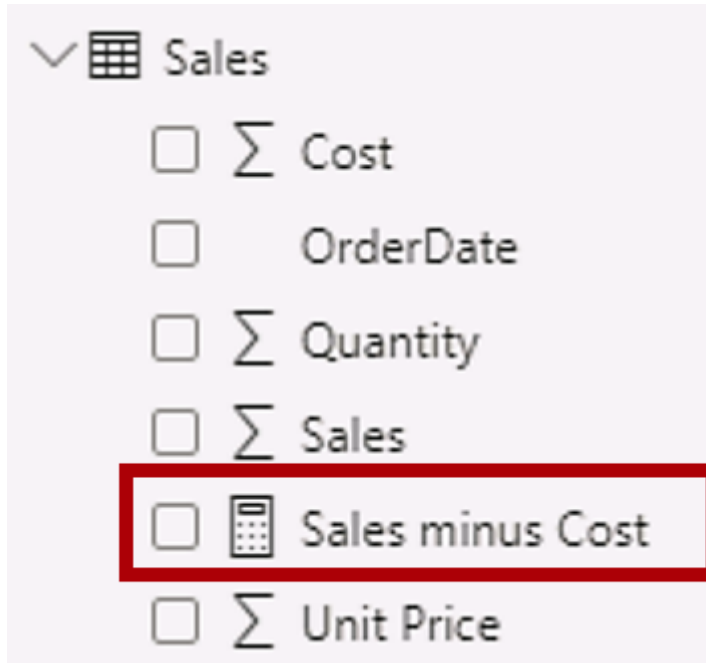 Sales
Cost
OrderDate
Quantity
Sales
Sales minus Cost
Unit Price